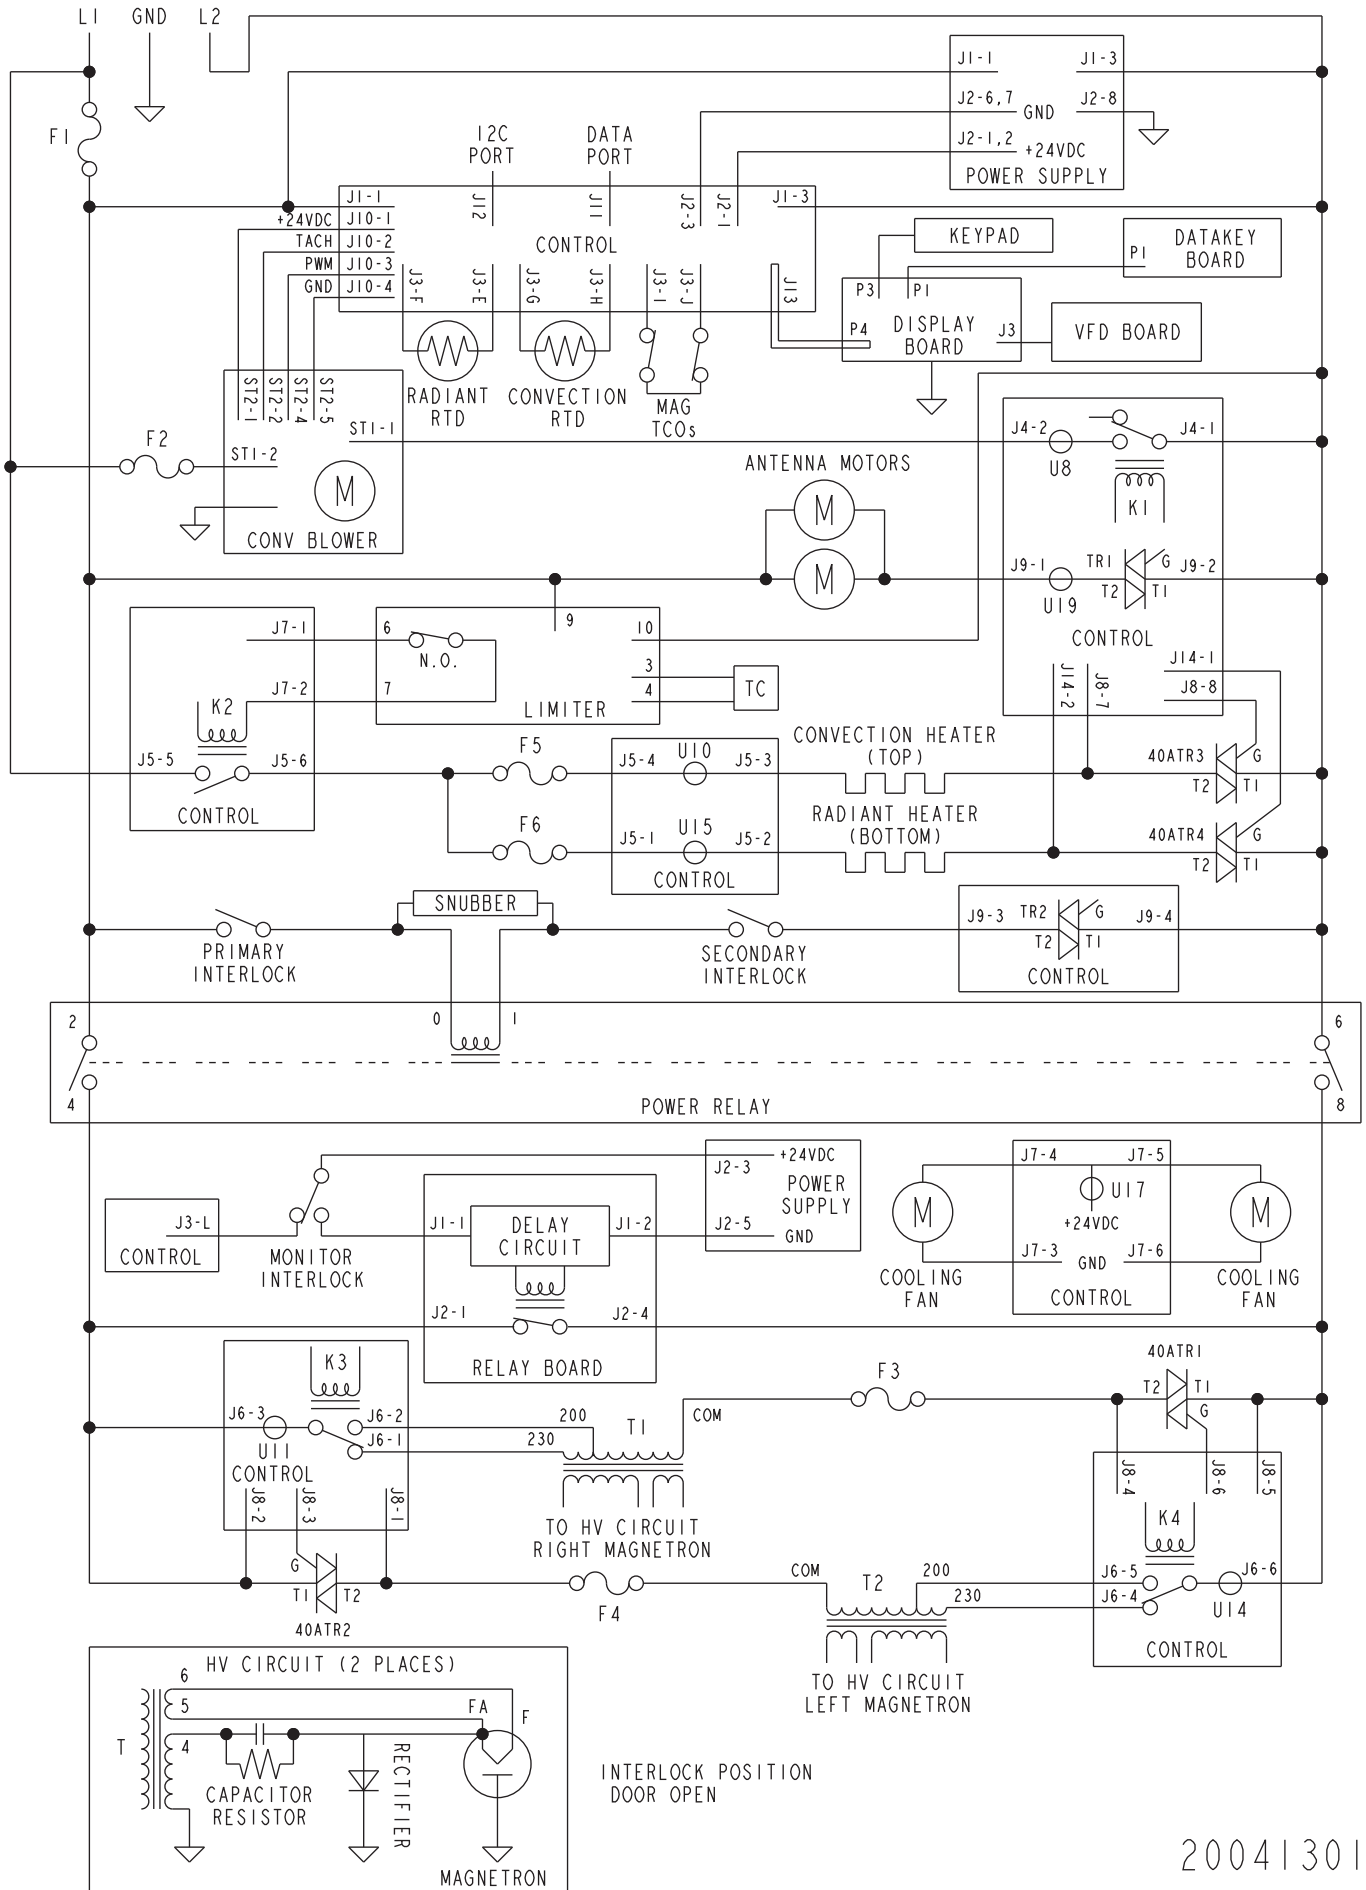 L1 GND L2
F1
J1-1 J1-3
J2-6,7 GND J2-8
J2-1,2 +24VDC
POWER SUPPLY
I2C
PORT
DATA
PORT
J1-1 J12 J11 J2-3 J2-1 J1-3
+24VDC J10-1
TACH J10-2
PWM J10-3
GND J10-4
CONTROL
J3-F J3-E J3-G J3-H J3-I J3-J J13
KEYPAD
DATAKEY
BOARD
P1
P3 P1
P4 DISPLAY
BOARD
J3
VFD BOARD
RADIANT
RTD
CONVECTION
RTD
MAG
TCOs
ST2-1 ST2-2 ST2-4 ST2-5
F2
ST1-1
ST1-2
M
CONV BLOWER
ANTENNA MOTORS
M
M
J4-2 J4-1
U8
K1
J9-1 TR1 G J9-2
U19 T2 T1
CONTROL
J14-2 J8-7
J14-1
J8-8
J7-1
J7-2
K2
J5-5 J5-6
CONTROL
6 9 10
N.O.
3
7 4
LIMITER
TC
F5
F6
J5-4 U10 J5-3
J5-1 U15 J5-2
CONTROL
CONVECTION HEATER
(TOP)
RADIANT HEATER
(BOTTOM)
40ATR3 G
T2 T1
40ATR4 G
T2 T1
SNUBBER
PRIMARY
INTERLOCK
SECONDARY
INTERLOCK
J9-3 TR2 G J9-4
T2 T1
CONTROL
2 0 1 6
4 POWER RELAY 8
J3-L
CONTROL
MONITOR
INTERLOCK
J1-1 DELAY
CIRCUIT
J1-2
J2-1 J2-4
RELAY BOARD
+24VDC
J2-3
POWER
SUPPLY
J2-5 GND
M
COOLING
FAN
J7-4 J7-5
U17
+24VDC
J7-3 GND J7-6
CONTROL
M
COOLING
FAN
K3
J6-3 J6-2
U11 J6-1
CONTROL
J8-2 J8-3 J8-1
200 T1 COM
230
TO HV CIRCUIT
RIGHT MAGNETRON
F3
40ATR1
T2 T1
G
J8-4 J8-6 J8-5
K4
J6-5 J6-6
J6-4 U14
CONTROL
G
T1 T2
40ATR2
F4
COM T2 200
230
TO HV CIRCUIT
LEFT MAGNETRON
HV CIRCUIT (2 PLACES)
6
5
4
T
FA F
CAPACITOR
RESISTOR
RECTIFIER
MAGNETRON
INTERLOCK POSITION
DOOR OPEN
20041301